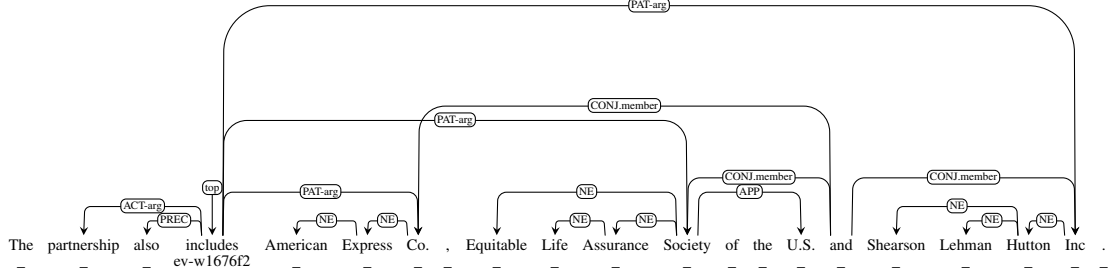 PAT-arg
CONJ.member
PAT-arg
CONJ.member CONJ.member
top PAT-arg NE APP
ACT-arg NE
PREC NE NE NE NE NE NE
The partnership also includes American Express Co. , Equitable Life Assurance Society of the U.S. and Shearson Lehman Hutton Inc .
ev-w1676f2
_ _ _ _ _ _ _ _ _ _ _ _ _ _ _ _ _ _ _ _